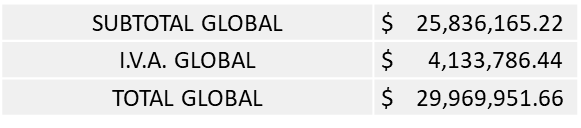 SUBTOTAL GLOBAL $ 25,836,165.22
I.V.A. GLOBAL $ 4,133,786.44
TOTAL GLOBAL $ 29,969,951.66